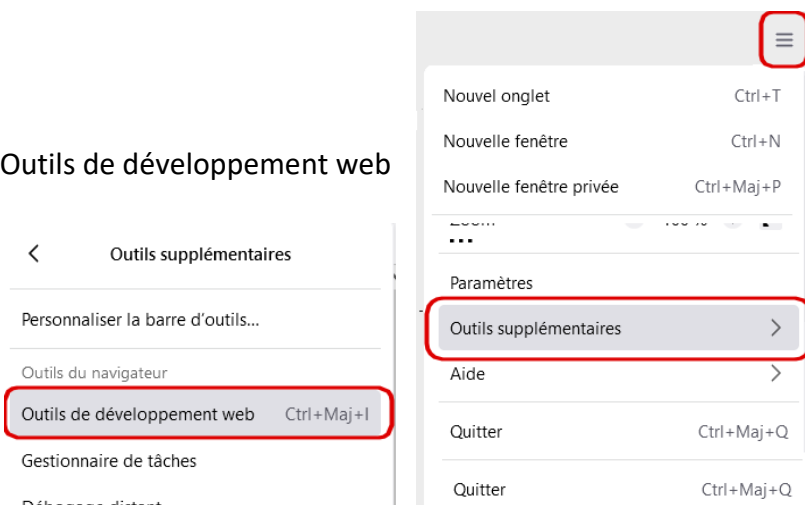 Outils de développement web
Outils supplémentaires
Personnaliser la barre d'outils...
Outils du navigateur
Outils de développement web Ctrl+Maj+I
Gestionnaire de tâches
Nouvel onglet Ctrl+T
Nouvelle fenêtre Ctrl+N
Nouvelle fenêtre privée Ctrl+Maj+P
Paramètres
Outils supplémentaires
Aide
Quitter Ctrl+Maj+Q
Quitter Ctrl+Maj+Q